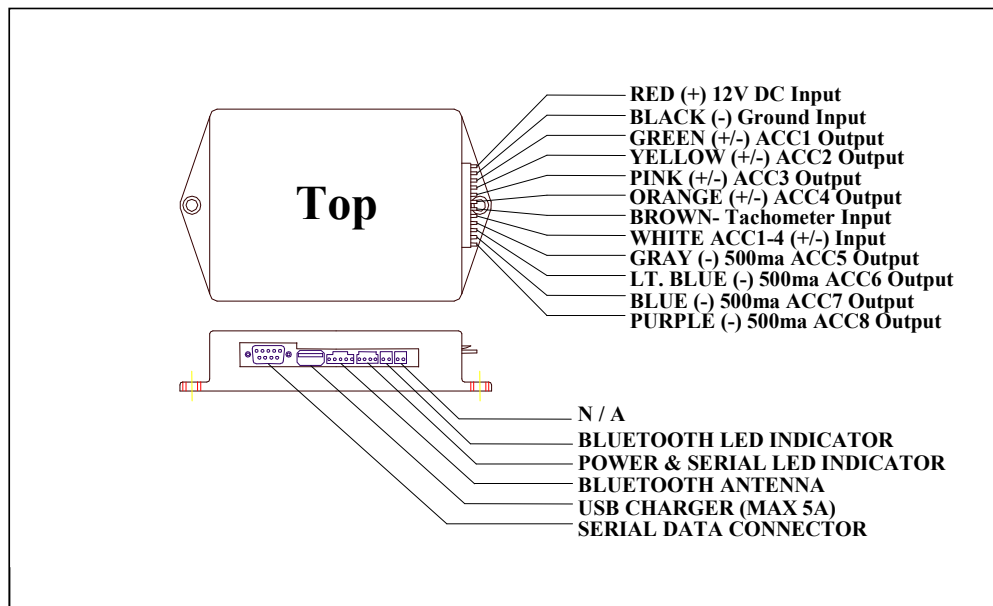 Top
RED (+) 12V DC Input
BLACK (-) Ground Input
GREEN (+/-) ACC1 Output
YELLOW (+/-) ACC2 Output
PINK (+/-) ACC3 Output
ORANGE (+/-) ACC4 Output
BROWN- Tachometer Input
WHITE ACC1-4 (+/-) Input
GRAY (-) 500ma ACC5 Output
LT. BLUE (-) 500ma ACC6 Output
BLUE (-) 500ma ACC7 Output
PURPLE (-) 500ma ACC8 Output
N / A
BLUETOOTH LED INDICATOR
POWER & SERIAL LED INDICATOR
BLUETOOTH ANTENNA
USB CHARGER (MAX 5A)
SERIAL DATA CONNECTOR